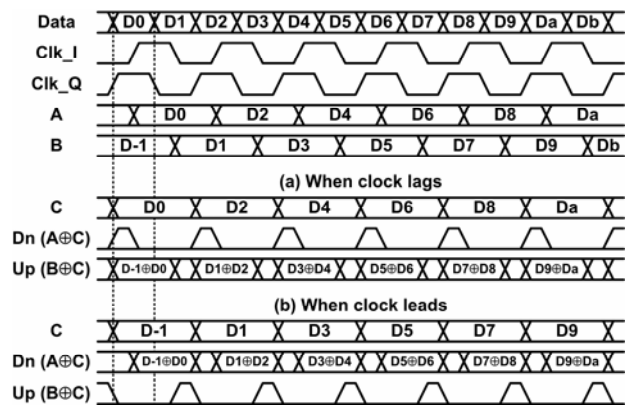 Data D0 D1 D2 D3 D4 D5 D6 D7 D8 D9 Da Db
Clk_I
Clk_Q
A D0 D2 D4 D6 D8 Da
B D-1 D1 D3 D5 D7 D9 Db
(a) When clock lags
C D0 D2 D4 D6 D8 Da
Dn (A⊕C)
Up (B⊕C) D-1⊕D0 D1⊕D2 D3⊕D4 D5⊕D6 D7⊕D8 D9⊕Da
(b) When clock leads
C D-1 D1 D3 D5 D7 D9
Dn (A⊕C) D-1⊕D0 D1⊕D2 D3⊕D4 D5⊕D6 D7⊕D8 D9⊕Da
Up (B⊕C)